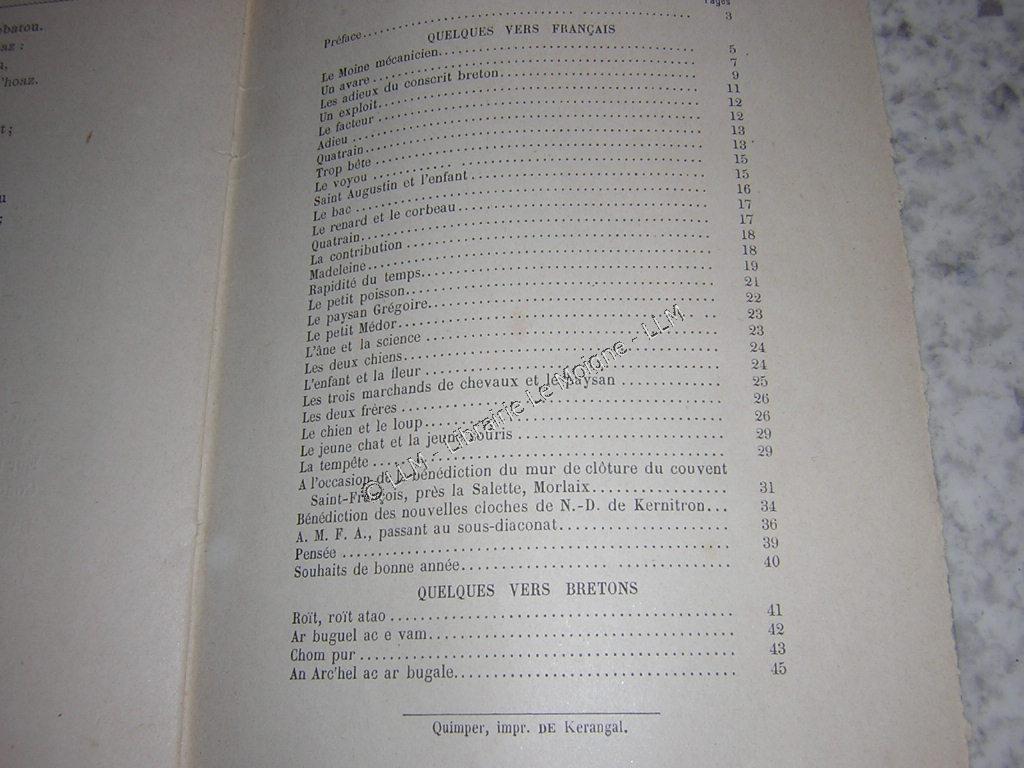 batou.
az :
'hoaz.
t;
u
;
Pages
Préface 3
QUELQUES VERS FRANÇAIS
Le Moine mécanicien 5
Un avare 7
Les adieux du conscrit breton 9
Un exploit 11
Le facteur 12
Adieu 12
Quatrain 13
Trop bête 13
Le voyou 15
Saint Augustin et l'enfant 15
Le bac 16
Le renard et le corbeau 17
Quatrain 17
La contribution 18
Madeleine 18
Rapidité du temps 19
Le petit poisson 21
Le paysan Grégoire 22
Le petit Médor 23
L'âne et la science 23
Les deux chiens 24
L'enfant et la fleur 24
Les trois marchands de chevaux et paysan 25
Les deux frères 26
Le chien et le loup 26
Le jeune chat et la jeune souris 29
La tempête 29
A l'occasion de bénédiction du mur de clôture du couvent
Saint-François, près la Salette, Morlaix 31
Bénédiction des nouvelles cloches de N.-D. de Kernitron 34
A. M. F. A., passant au sous-diaconat 36
Pensée 39
Souhaits de bonne année 40
QUELQUES VERS BRETONS
Roït, roït atao 41
Ar buguel ac e vam 42
Chom pur 43
An Arc'hel ac ar bugale 45
Quimper, impr. DE Kerangal.
© LLM - Librairie Le Moigne - LLM